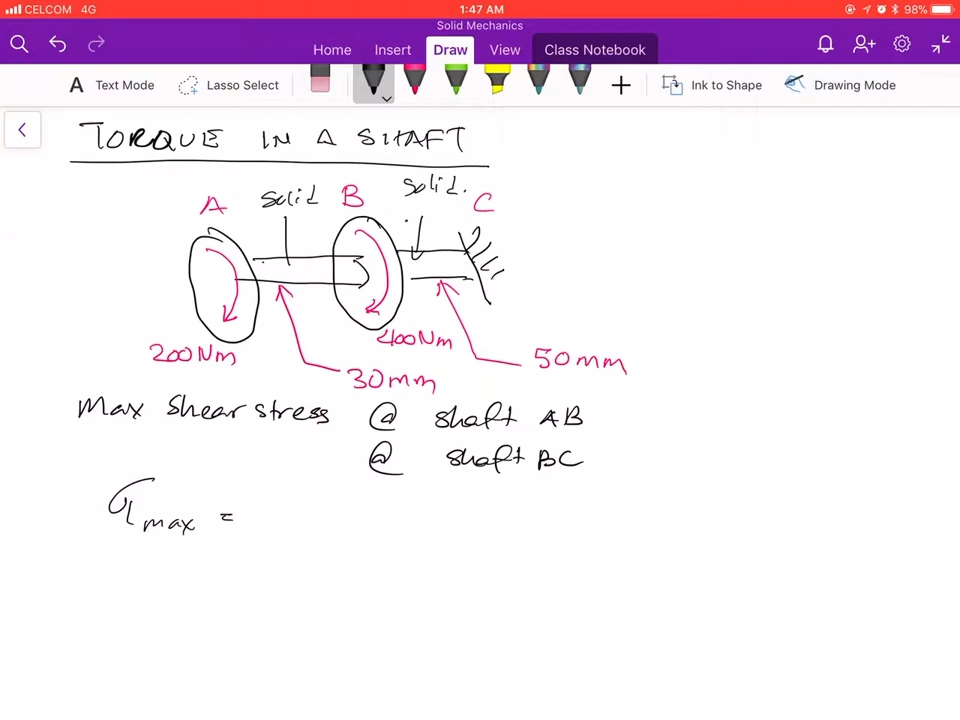 CELCOM 4G 1:47 AM 98%
Solid Mechanics
Home Insert Draw View Class Notebook
A Text Mode Lasso Select Ink to Shape Drawing Mode
TORQUE IN A SHAFT
A solid B solid. C
200Nm 400Nm 50mm
30mm
Max Shear stress @ shaft AB
@ shaft BC
max =